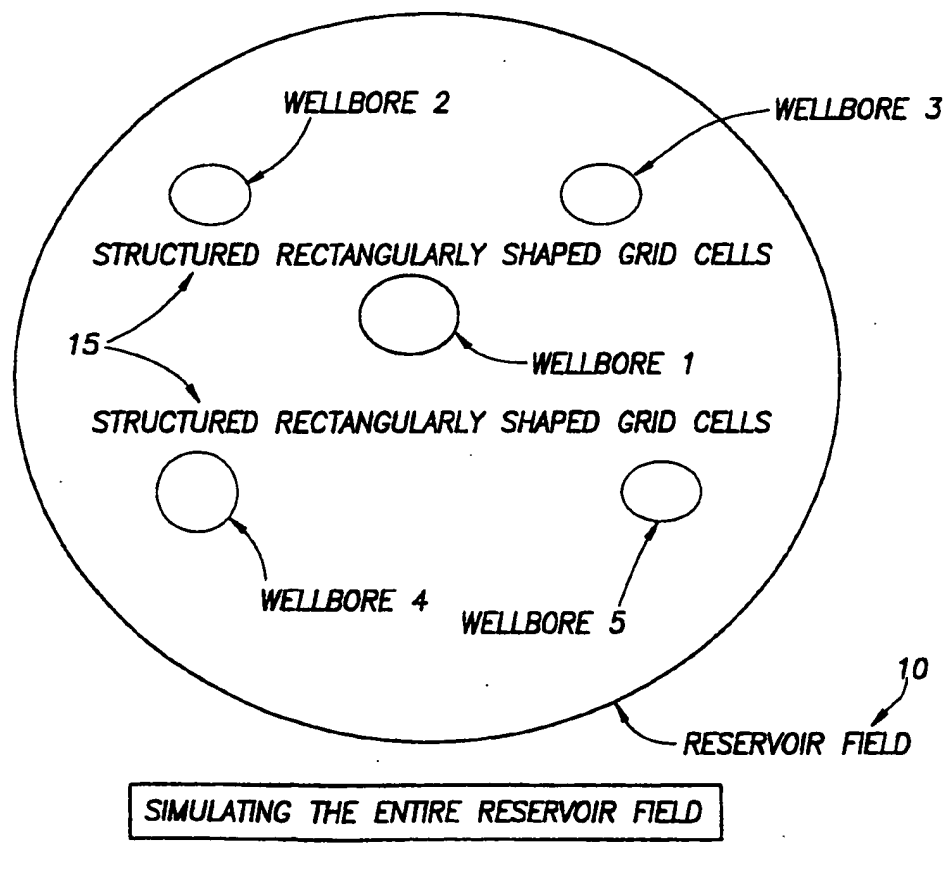 WELLBORE 2
WELLBORE 3
STRUCTURED RECTANGULARLY SHAPED GRID CELLS
15
WELLBORE 1
STRUCTURED RECTANGULARLY SHAPED GRID CELLS
WELLBORE 4
WELLBORE 5
10
RESERVOIR FIELD
SIMULATING THE ENTIRE RESERVOIR FIELD